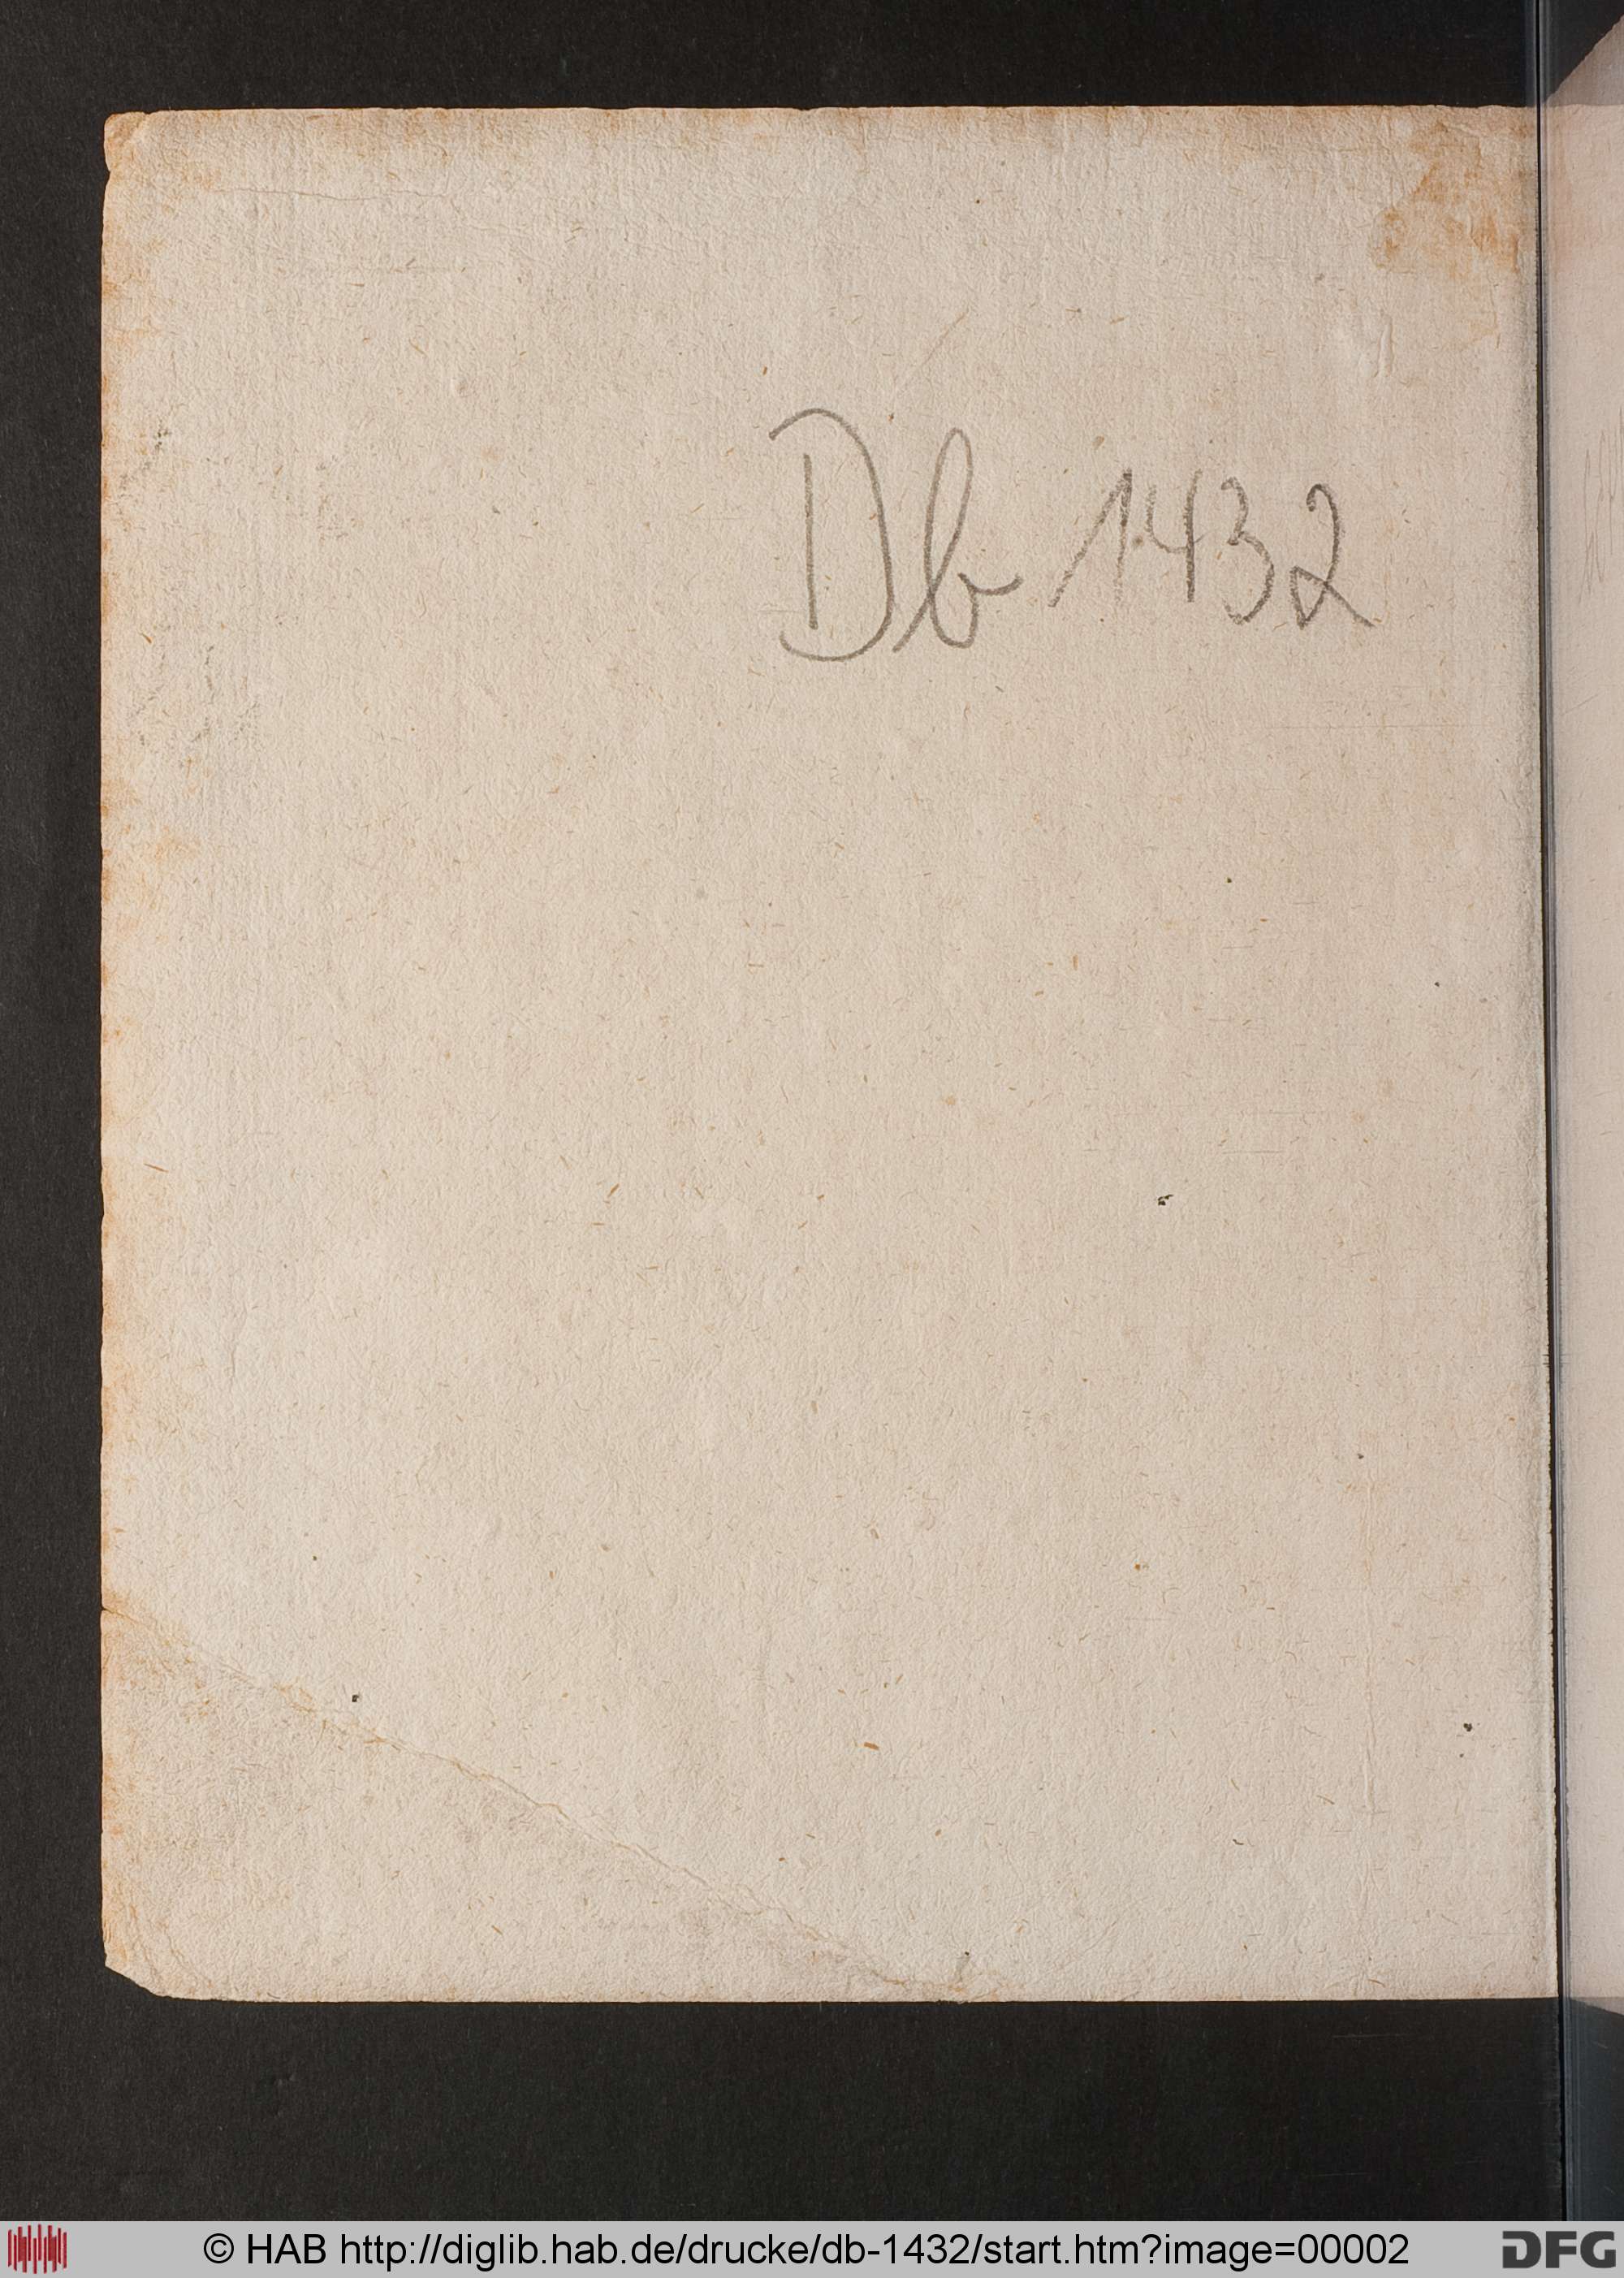 Db 1432
© HAB http://diglib.hab.de/drucke/db-1432/start.htm?image=00002
DFG